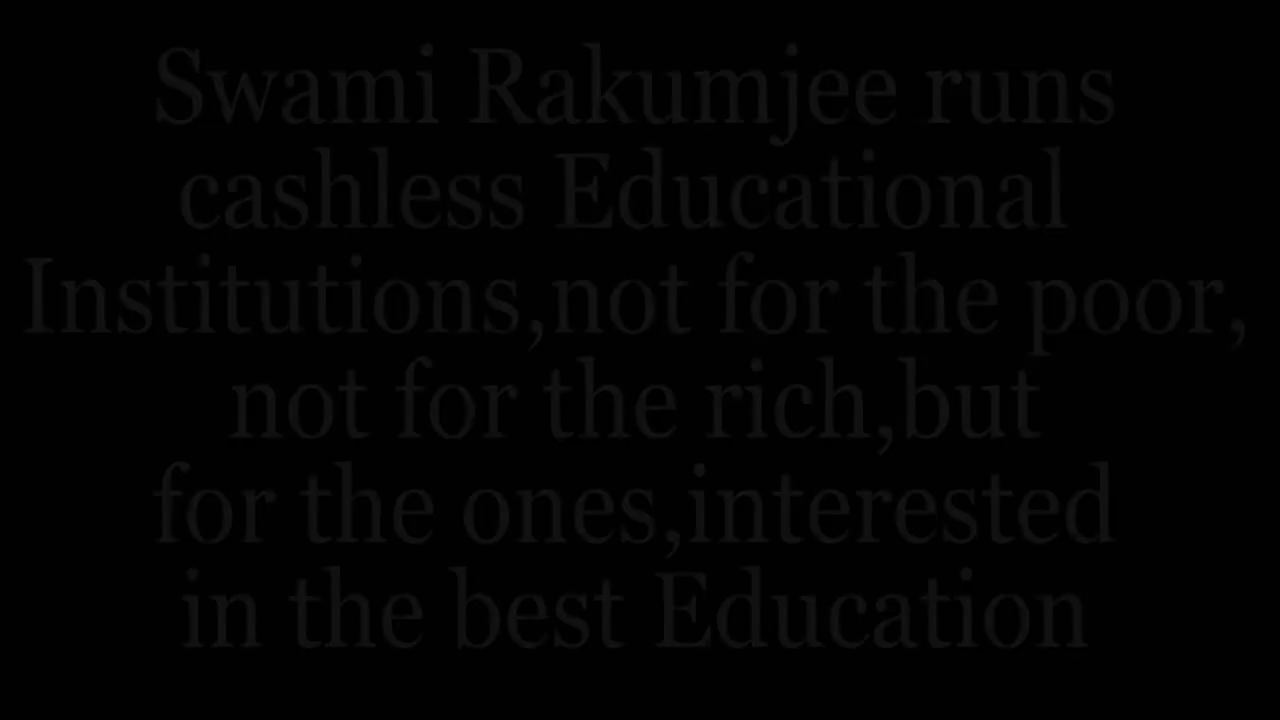 Swami Rakumjee runs
cashless Educational
Institutions,not for the poor,
not for the rich,but
for the ones,interested
in the best Education